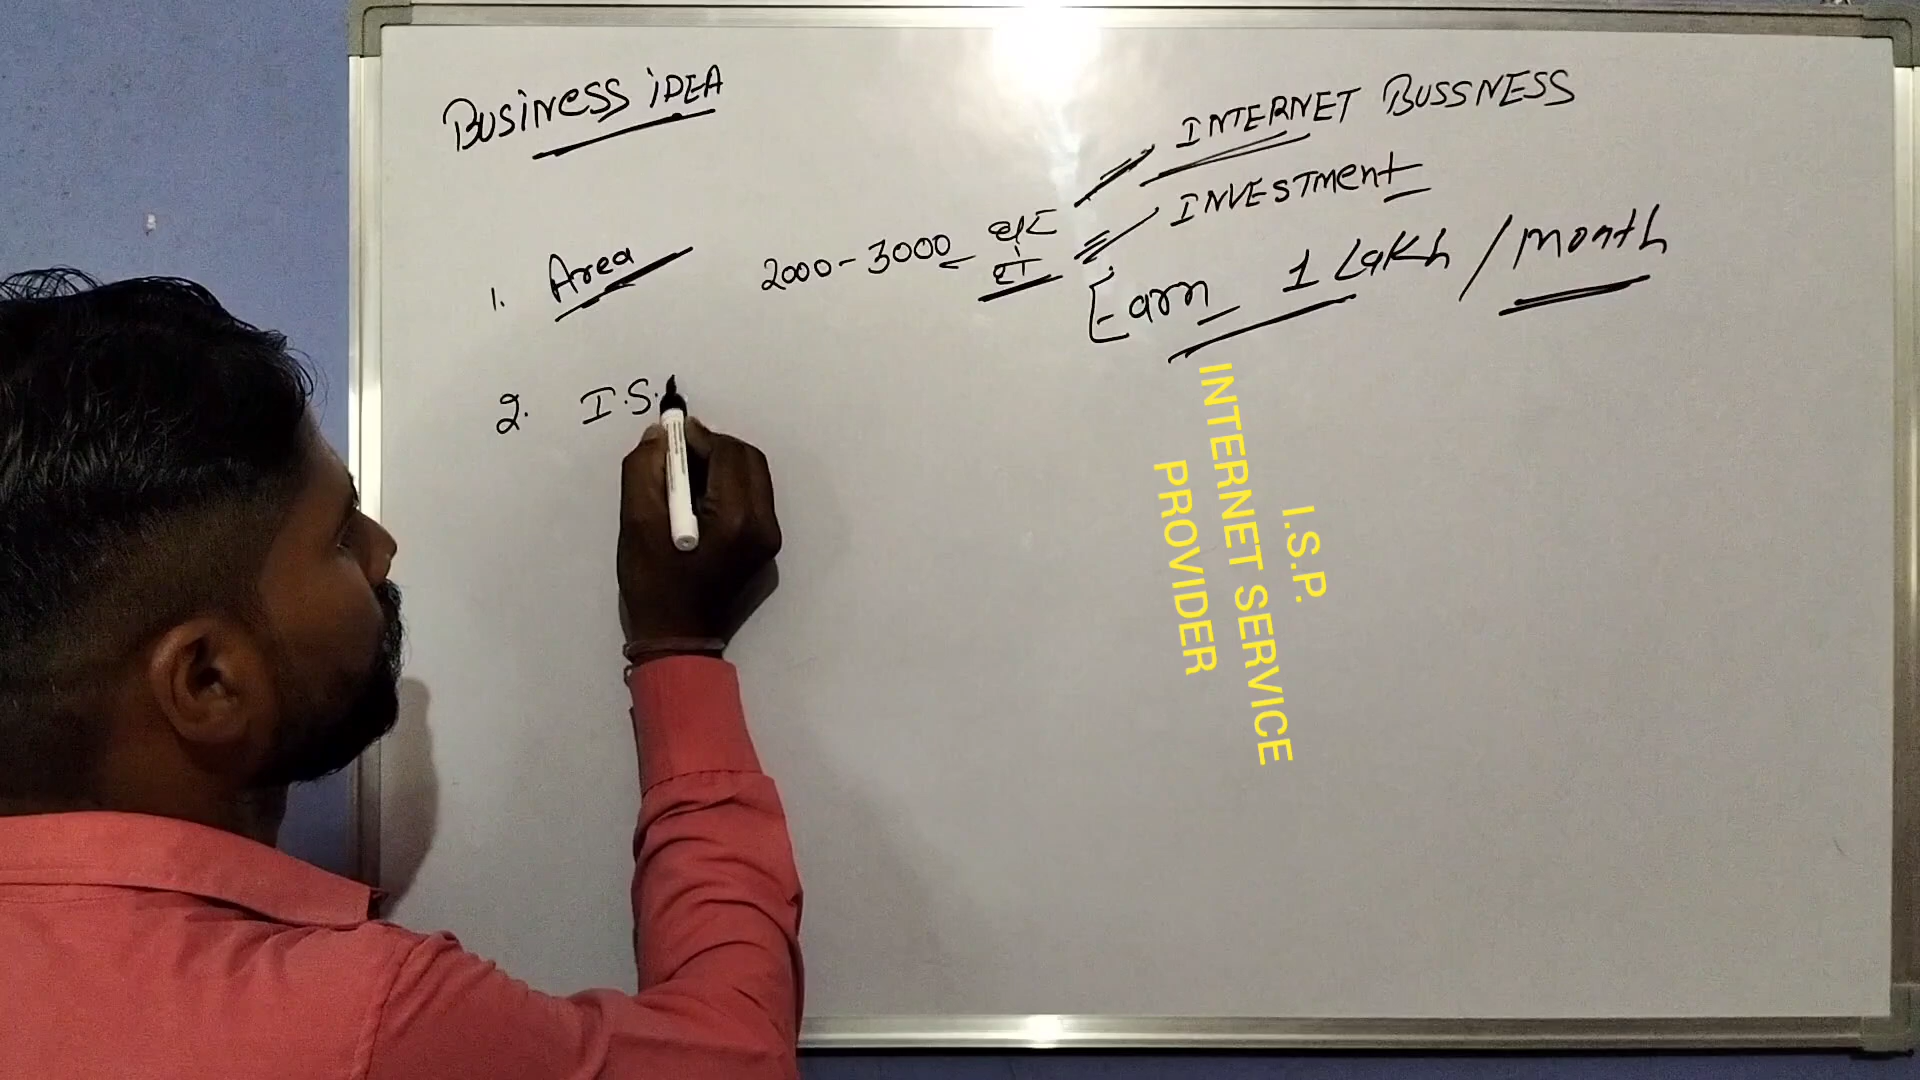 BUSiNeSS iDEA
INTERNET BUSSNESS
INVESTment
1. Area 2000-3000
Earn 1 Lakh / month
2. I.S.
I.S.P.
INTERNET SERVICE
PROVIDER